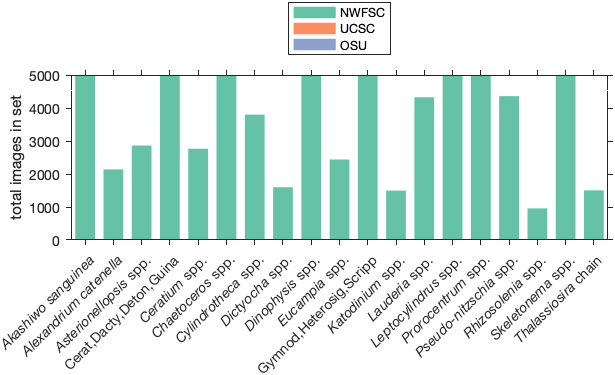 NWFSC
UCSC
OSU
total images in set
5000
4000
3000
2000
1000
0
Akashiwo sanguinea
Alexandrium catenella
Asterionellopsis spp.
Cerat,Dacty,Deton,Guina
Ceratium spp.
Chaetoceros spp.
Cylindrotheca spp.
Dictyocha spp.
Dinophysis spp.
Eucampia spp.
Gymnod,Heterosig,Scripp
Katodinium spp.
Lauderia spp.
Leptocylindrus spp.
Prorocentrum spp.
Pseudo-nitzschia spp.
Rhizosolenia spp.
Skeletonema spp.
Thalassiosira chain